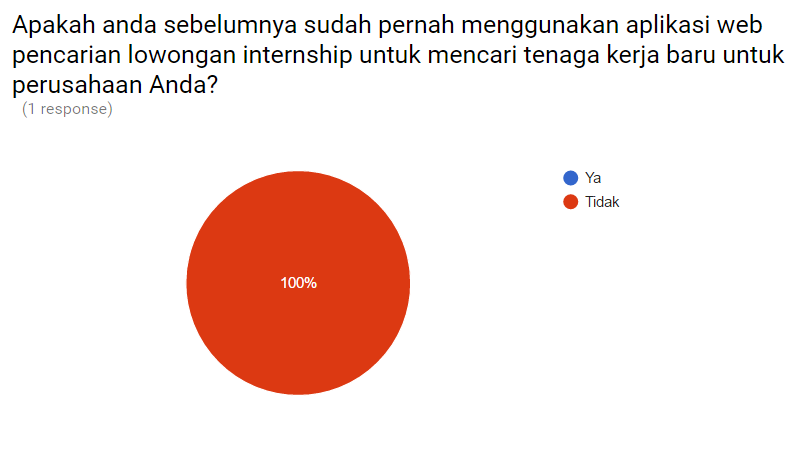 Apakah anda sebelumnya sudah pernah menggunakan aplikasi web
pencarian lowongan internship untuk mencari tenaga kerja baru untuk
perusahaan Anda?
(1 response)
Ya
Tidak
100%